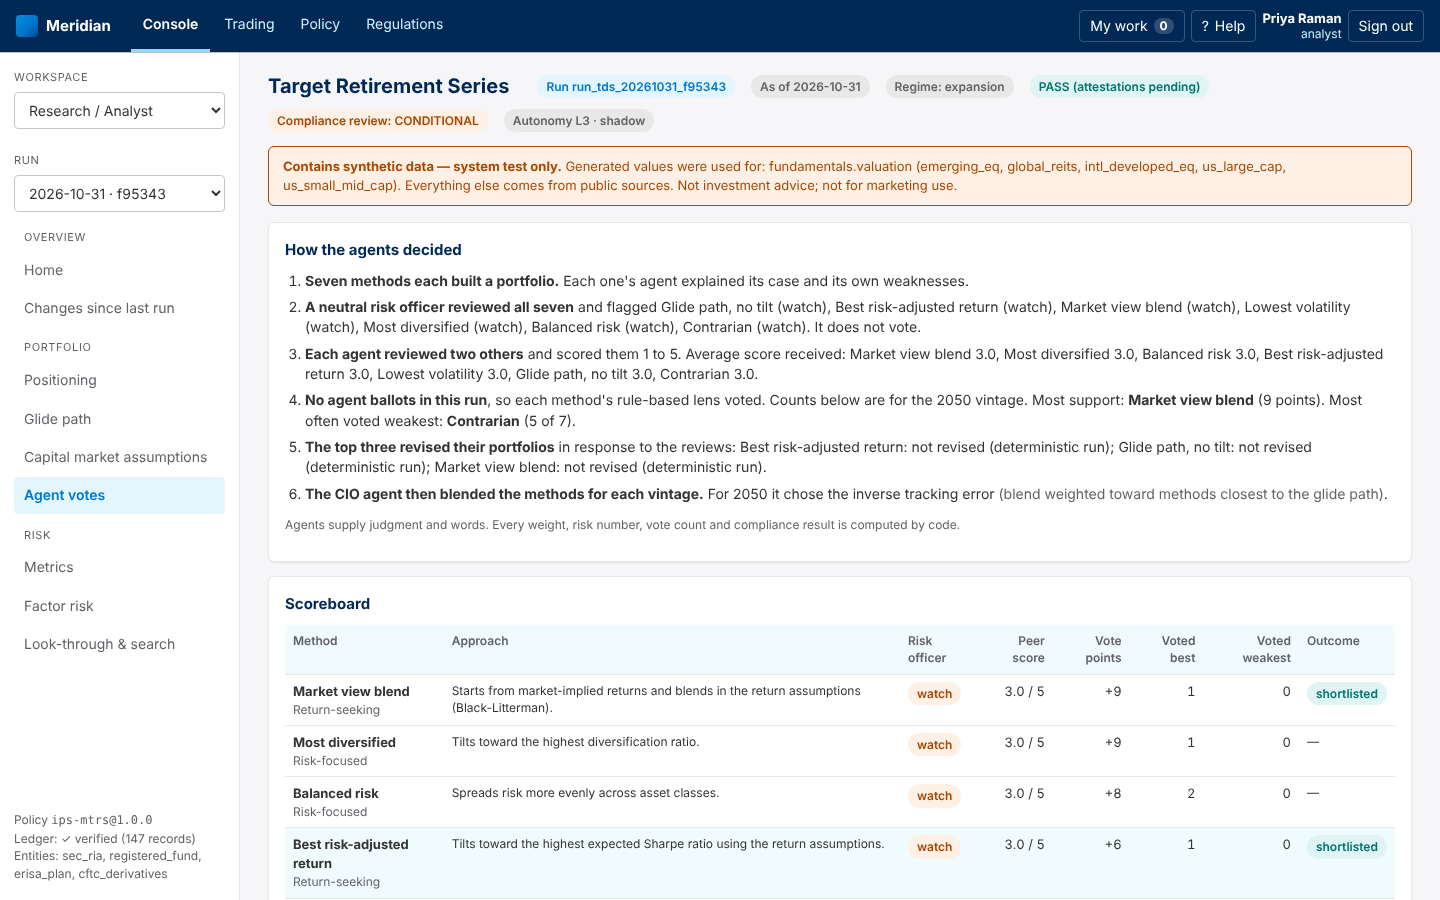 Meridian
Console
Trading
Policy
Regulations
My work 0
? Help
Priya Raman
analyst
Sign out
WORKSPACE
Research / Analyst
RUN
2026-10-31 · f95343
OVERVIEW
Home
Changes since last run
PORTFOLIO
Positioning
Glide path
Capital market assumptions
Agent votes
RISK
Metrics
Factor risk
Look-through & search
Policy ips-mtrs@1.0.0
Ledger: ✓ verified (147 records)
Entities: sec_ria, registered_fund,
erisa_plan, cftc_derivatives
Target Retirement Series
Run run_tds_20261031_f95343
As of 2026-10-31
Regime: expansion
PASS (attestations pending)
Compliance review: CONDITIONAL
Autonomy L3 · shadow
Contains synthetic data — system test only. Generated values were used for: fundamentals.valuation (emerging_eq, global_reits, intl_developed_eq, us_large_cap,
us_small_mid_cap). Everything else comes from public sources. Not investment advice; not for marketing use.
How the agents decided
1. Seven methods each built a portfolio. Each one's agent explained its case and its own weaknesses.
2. A neutral risk officer reviewed all seven and flagged Glide path, no tilt (watch), Best risk-adjusted return (watch), Market view blend (watch), Lowest volatility
(watch), Most diversified (watch), Balanced risk (watch), Contrarian (watch). It does not vote.
3. Each agent reviewed two others and scored them 1 to 5. Average score received: Market view blend 3.0, Most diversified 3.0, Balanced risk 3.0, Best risk-adjusted
return 3.0, Lowest volatility 3.0, Glide path, no tilt 3.0, Contrarian 3.0.
4. No agent ballots in this run, so each method's rule-based lens voted. Counts below are for the 2050 vintage. Most support: Market view blend (9 points). Most
often voted weakest: Contrarian (5 of 7).
5. The top three revised their portfolios in response to the reviews: Best risk-adjusted return: not revised (deterministic run); Glide path, no tilt: not revised
(deterministic run); Market view blend: not revised (deterministic run).
6. The CIO agent then blended the methods for each vintage. For 2050 it chose the inverse tracking error (blend weighted toward methods closest to the glide path).
Agents supply judgment and words. Every weight, risk number, vote count and compliance result is computed by code.
Scoreboard
Method Approach Risk officer Peer score Vote points Voted best Voted weakest Outcome
Market view blend Starts from market-implied returns and blends in the return assumptions watch 3.0 / 5 +9 1 0 shortlisted
Return-seeking (Black-Litterman).
Most diversified Tilts toward the highest diversification ratio. watch 3.0 / 5 +9 1 0 —
Risk-focused
Balanced risk Spreads risk more evenly across asset classes. watch 3.0 / 5 +8 2 0 —
Risk-focused
Best risk-adjusted Tilts toward the highest expected Sharpe ratio using the return assumptions. watch 3.0 / 5 +6 1 0 shortlisted
return
Return-seeking